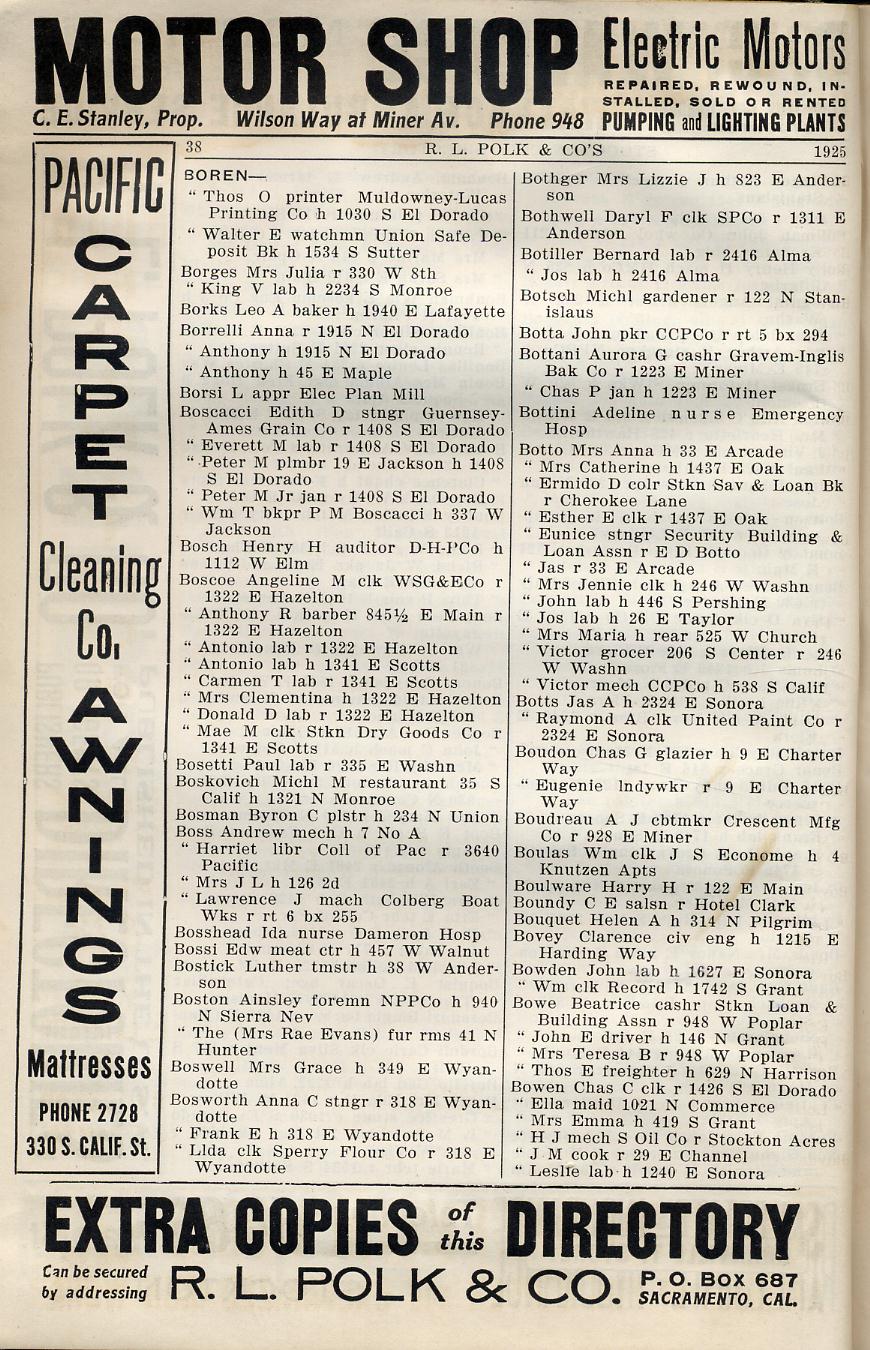 MOTOR SHOP
Electric Motors
REPAIRED, REWOUND, IN-
STALLED, SOLD OR RENTED
PUMPING and LIGHTING PLANTS
C. E. Stanley, Prop. Wilson Way at Miner Av. Phone 948
PACIFIC
CARPET
Cleaning
Co.
AWNINGS
Mattresses
PHONE 2728
330 S. CALIF. St.
38 R. L. POLK & CO'S 1925
BOREN—
" Thos O printer Muldowney-Lucas
Printing Co h 1030 S El Dorado
" Walter E watchmn Union Safe De-
posit Bk h 1534 S Sutter
Borges Mrs Julia r 330 W 8th
" King V lab h 2234 S Monroe
Borks Leo A baker h 1940 E Lafayette
Borrelli Anna r 1915 N El Dorado
" Anthony h 1915 N El Dorado
" Anthony h 45 E Maple
Borsi L appr Elec Plan Mill
Boscacci Edith D stngr Guernsey-
Ames Grain Co r 1408 S El Dorado
" Everett M lab r 1408 S El Dorado
" Peter M plmbr 19 E Jackson h 1408
S El Dorado
" Peter M Jr jan r 1408 S El Dorado
" Wm T bkpr P M Boscacci h 337 W
Jackson
Bosch Henry H auditor D-H-PCo h
1112 W Elm
Boscoe Angeline M clk WSG&ECo r
1322 E Hazelton
" Anthony R barber 845½ E Main r
1322 E Hazelton
" Antonio lab r 1322 E Hazelton
" Antonio lab h 1341 E Scotts
" Carmen T lab r 1341 E Scotts
" Mrs Clementina h 1322 E Hazelton
" Donald D lab r 1322 E Hazelton
" Mae M clk Stkn Dry Goods Co r
1341 E Scotts
Bosetti Paul lab r 335 E Washn
Boskovich Michl M restaurant 35 S
Calif h 1321 N Monroe
Bosman Byron C plstr h 234 N Union
Boss Andrew mech h 7 No A
" Harriet libr Coll of Pac r 3640
Pacific
" Mrs J L h 126 2d
" Lawrence J mach Colberg Boat
Wks r rt 6 bx 255
Bosshead Ida nurse Dameron Hosp
Bossi Edw meat ctr h 457 W Walnut
Bostick Luther tmstr h 38 W Ander-
son
Boston Ainsley foremn NPPCo h 940
N Sierra Nev
" The (Mrs Rae Evans) fur rms 41 N
Hunter
Boswell Mrs Grace h 349 E Wyan-
dotte
Bosworth Anna C stngr r 318 E Wyan-
dotte
" Frank E h 318 E Wyandotte
" Llda clk Sperry Flour Co r 318 E
Wyandotte
Bothger Mrs Lizzie J h 823 E Ander-
son
Bothwell Daryl F clk SPCo r 1311 E
Anderson
Botiller Bernard lab r 2416 Alma
" Jos lab h 2416 Alma
Botsch Michl gardener r 122 N Stan-
islaus
Botta John pkr CCPCo r rt 5 bx 294
Bottani Aurora G cashr Gravem-Inglis
Bak Co r 1223 E Miner
" Chas P jan h 1223 E Miner
Bottini Adeline nurse Emergency
Hosp
Botto Mrs Anna h 33 E Arcade
" Mrs Catherine h 1437 E Oak
" Ermido D colr Stkn Sav & Loan Bk
r Cherokee Lane
" Esther E clk r 1437 E Oak
" Eunice stngr Security Building &
Loan Assn r E D Botto
" Jas r 33 E Arcade
" Mrs Jennie clk h 246 W Washn
" John lab h 446 S Pershing
" Jos lab h 26 E Taylor
" Mrs Maria h rear 525 W Church
" Victor grocer 206 S Center r 246
W Washn
" Victor mech CCPCo h 538 S Calif
Botts Jas A h 2324 E Sonora
" Raymond A clk United Paint Co r
2324 E Sonora
Boudon Chas G glazier h 9 E Charter
Way
" Eugenie lndywkr r 9 E Charter
Way
Boudreau A J cbtmkr Crescent Mfg
Co r 928 E Miner
Boulas Wm clk J S Econome h 4
Knutzen Apts
Boulware Harry H r 122 E Main
Boundy C E salsn r Hotel Clark
Bouquet Helen A h 314 N Pilgrim
Bovey Clarence civ eng h 1215 E
Harding Way
Bowden John lab h 1627 E Sonora
" Wm clk Record h 1742 S Grant
Bowe Beatrice cashr Stkn Loan &
Building Assn r 948 W Poplar
" John E driver h 146 N Grant
" Mrs Teresa B r 948 W Poplar
" Thos E freighter h 629 N Harrison
Bowen Chas C clk r 1426 S El Dorado
" Ella maid 1021 N Commerce
" Mrs Emma h 419 S Grant
" H J mech S Oil Co r Stockton Acres
" J M cook r 29 E Channel
" Leslie lab h 1240 E Sonora
EXTRA COPIES of this DIRECTORY
Can be secured
by addressing
R. L. POLK & CO.
P. O. BOX 687
SACRAMENTO, CAL.